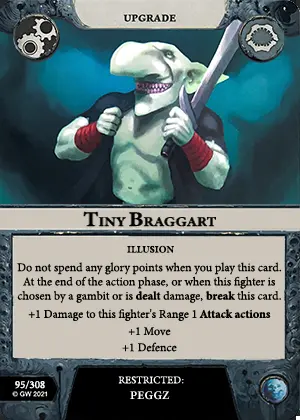 UPGRADE
TINY BRAGGART
ILLUSION
Do not spend any glory points when you play this card.
At the end of the action phase, or when this fighter is
chosen by a gambit or is dealt damage, break this card.
+1 Damage to this fighter's Range 1 Attack actions
+1 Move
+1 Defence
95/308
© GW 2021
RESTRICTED:
PEGGZ